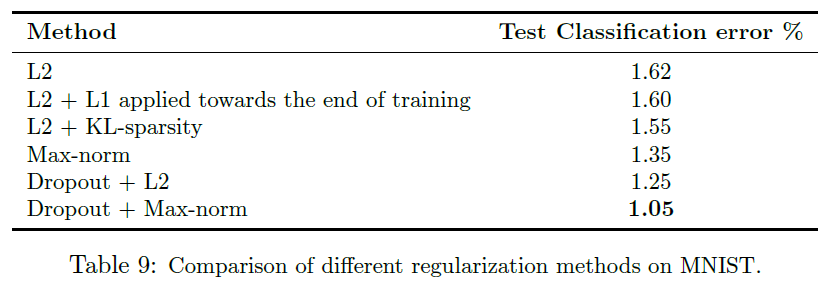 Method Test Classification error %
L2 1.62
L2 + L1 applied towards the end of training 1.60
L2 + KL-sparsity 1.55
Max-norm 1.35
Dropout + L2 1.25
Dropout + Max-norm 1.05
Table 9: Comparison of different regularization methods on MNIST.